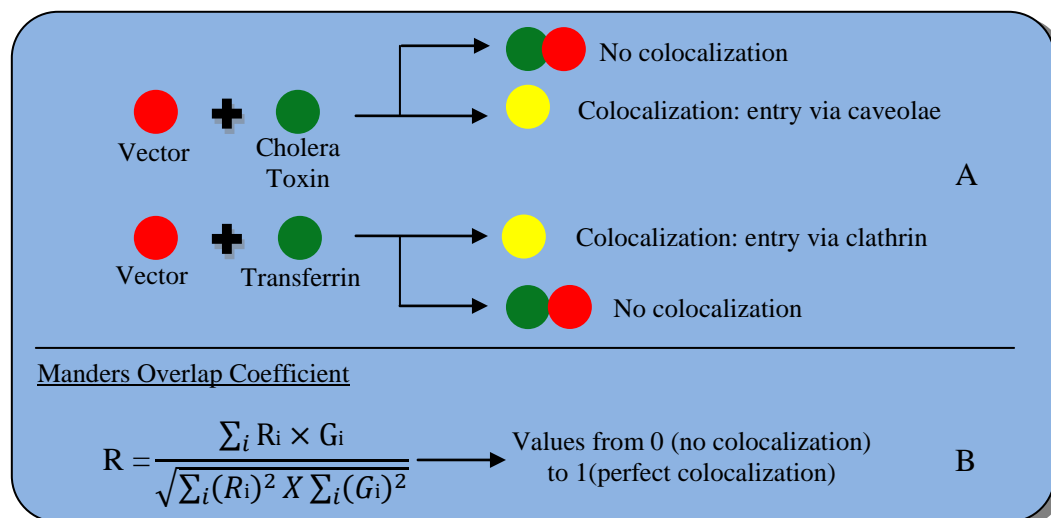 No colocalization
Colocalization: entry via caveolae
Vector
Cholera
Toxin
A
Colocalization: entry via clathrin
Vector
Transferrin
No colocalization
Manders Overlap Coefficient
R = ∑i Ri × Gi / √∑i(Ri)² X ∑i(Gi)²
Values from 0 (no colocalization)
to 1(perfect colocalization)
B